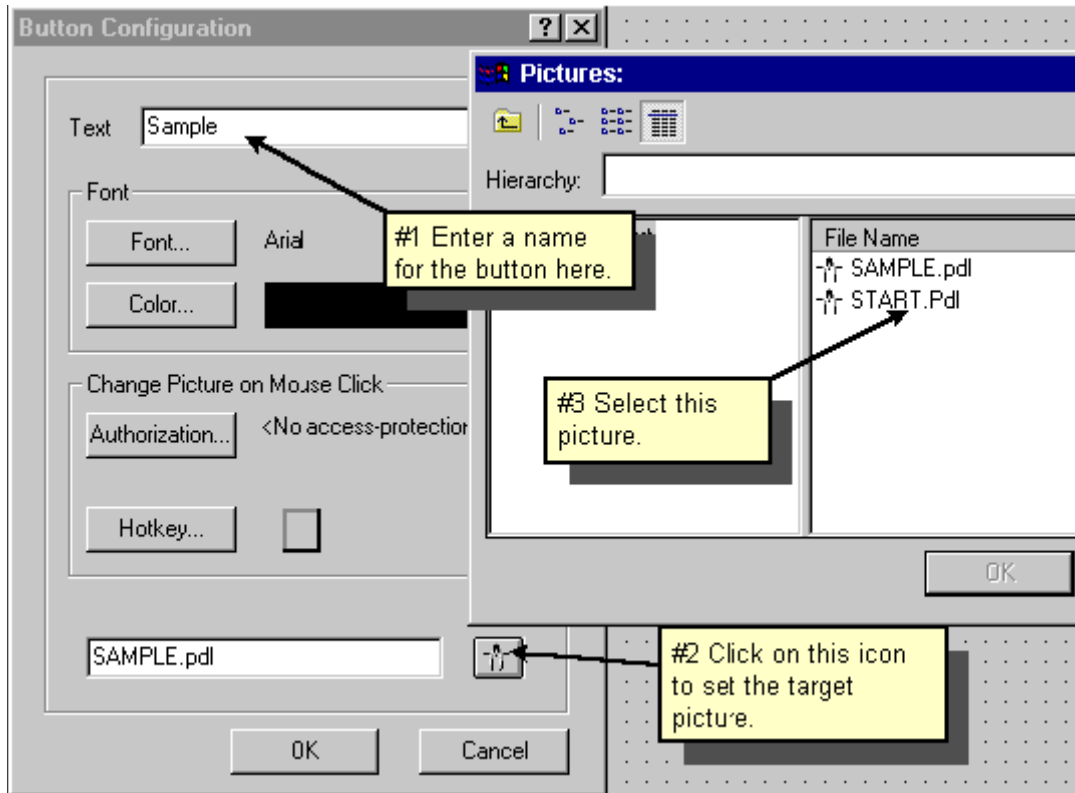 Button Configuration
Pictures:
Text
Sample
Hierarchy:
Font
Font...
Arial
#1 Enter a name
for the button here.
File Name
SAMPLE.pdl
START.Pdl
Color...
Change Picture on Mouse Click
Authorization...
<No access-protection
#3 Select this
picture.
Hotkey...
OK
SAMPLE.pdl
#2 Click on this icon
to set the target
picture.
OK
Cancel